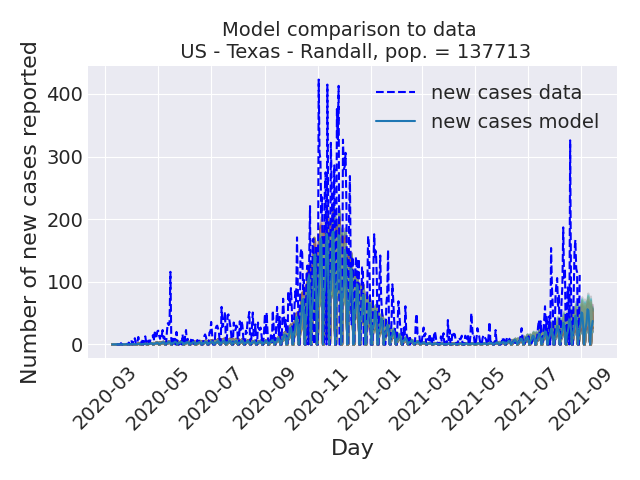 Model comparison to data
US - Texas - Randall, pop. = 137713
Number of new cases reported
400
300
200
100
0
new cases data
new cases model
2020-03
2020-05
2020-07
2020-09
2020-11
2021-01
2021-03
2021-05
2021-07
2021-09
Day